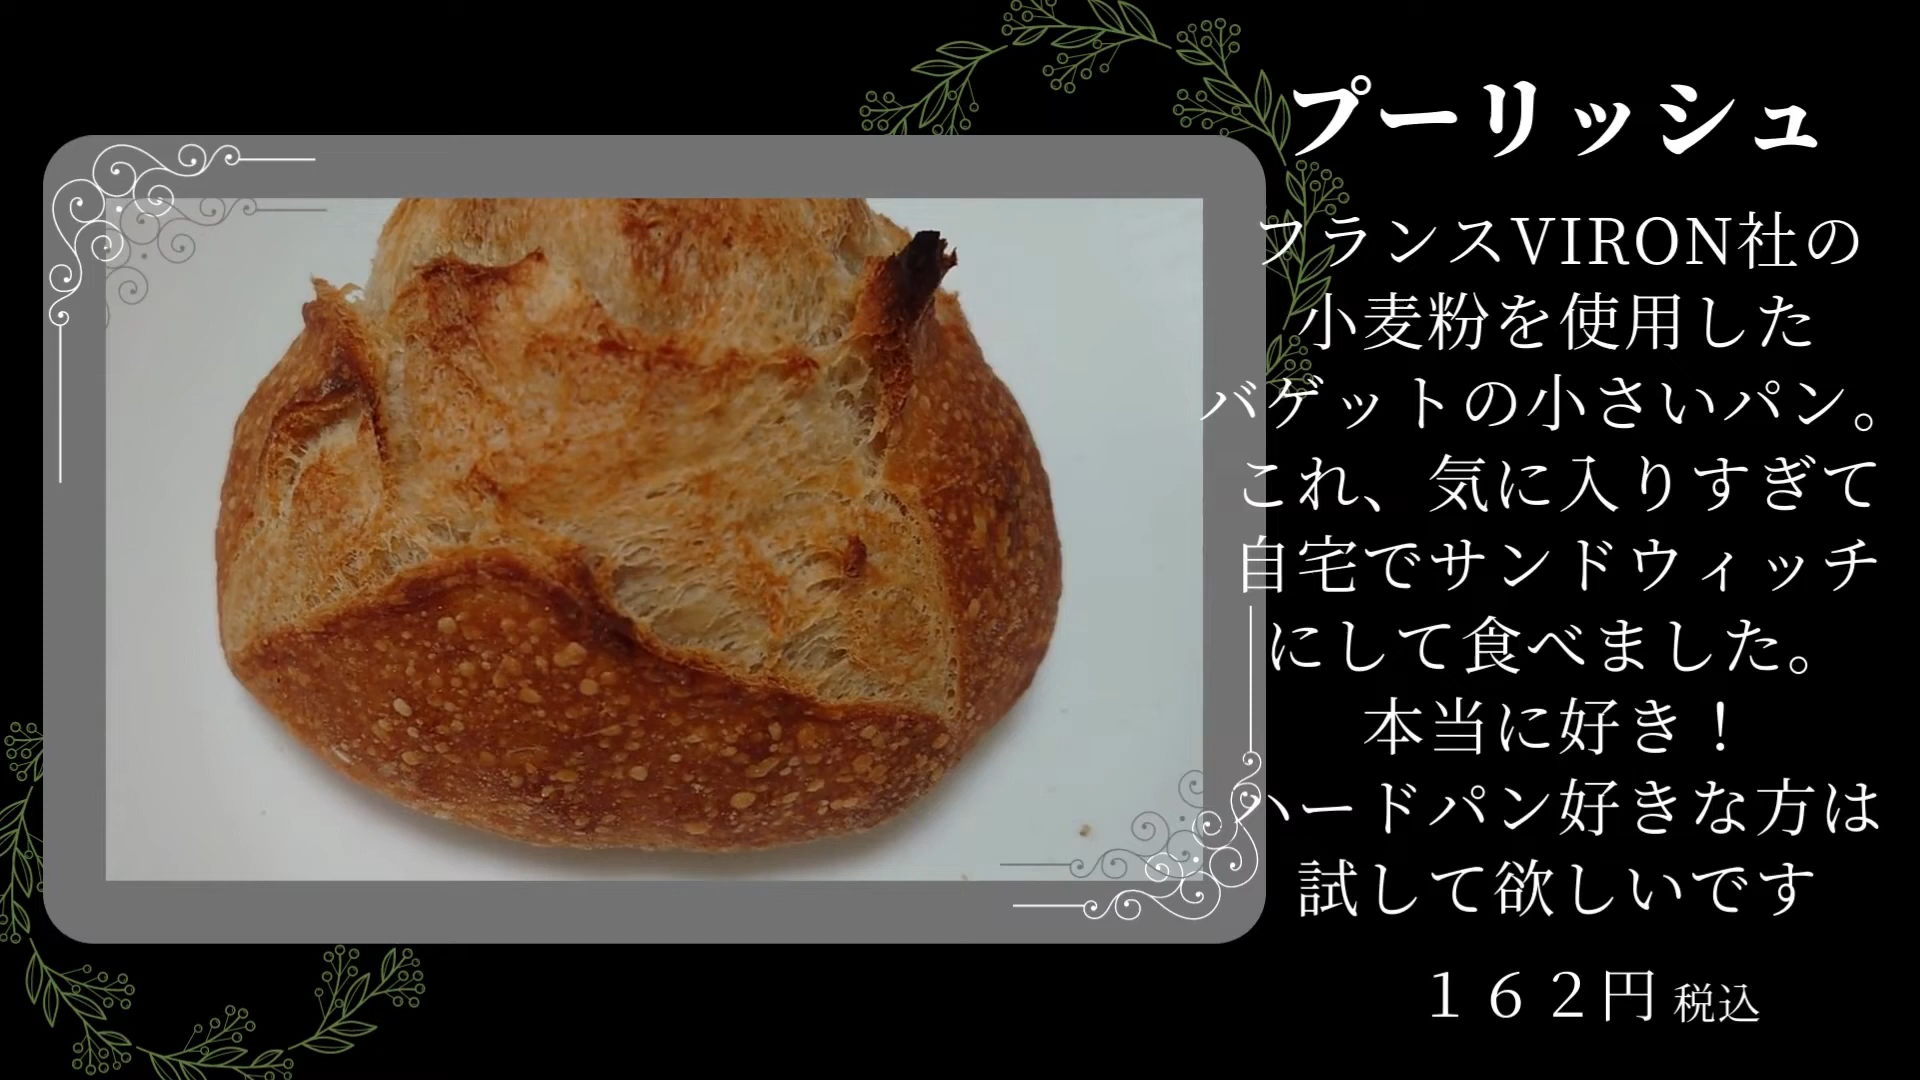 プーリッシュ
フランスVIRON社の
小麦粉を使用した
バゲットの小さいパン。
これ、気に入りすぎて
自宅でサンドウィッチ
にして食べました。
本当に好き！
ハードパン好きな方は
試して欲しいです
１６２円 税込